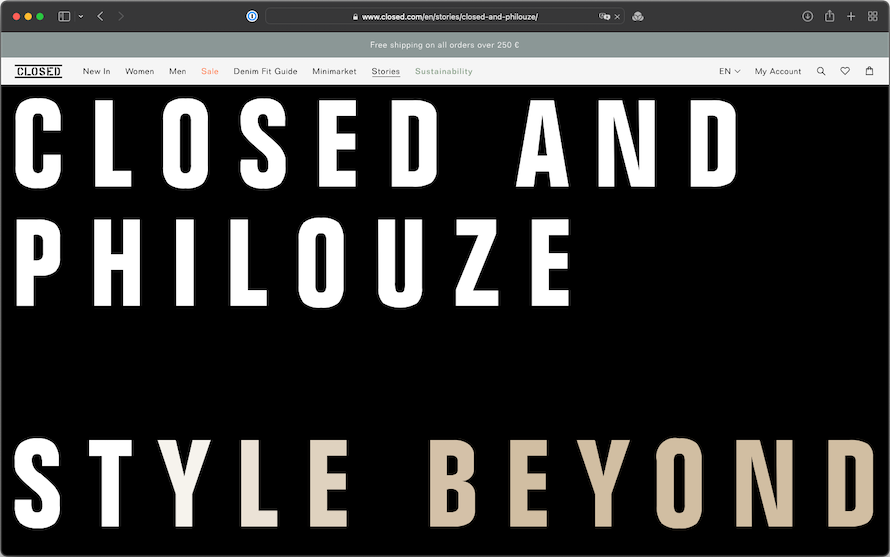 www.closed.com/en/stories/closed-and-philouze/
Free shipping on all orders over 250 €
CLOSED New In Women Men Sale Denim Fit Guide Minimarket Stories Sustainability EN My Account
CLOSED AND
PHILOUZE
STYLE BEYOND